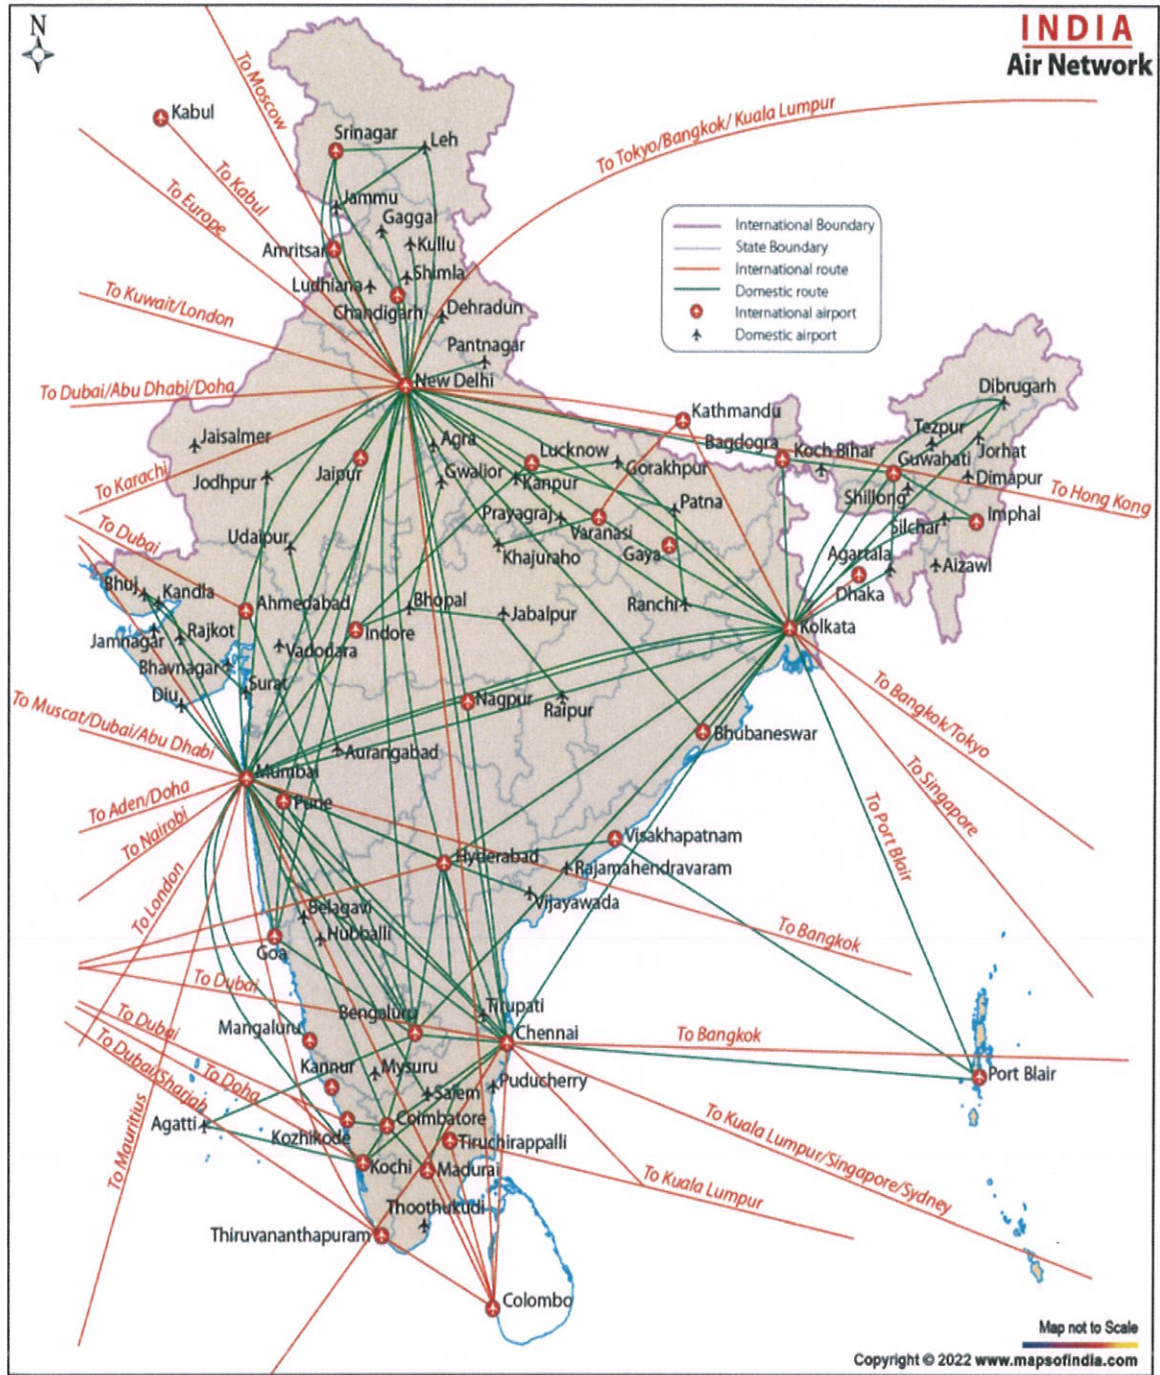 N
INDIA
Air Network
Kabul
To Moscow
To Tokyo/Bangkok/ Kuala Lumpur
Srinagar
Leh
To Kabul
To Europe
Jammu
Gaggal
Kullu
Amritsar
Shimla
Ludhiana
Chandigarh
Dehradun
International Boundary
State Boundary
International route
Domestic route
International airport
Domestic airport
To Kuwait/London
Pantnagar
New Delhi
To Dubai/Abu Dhabi/Doha
Kathmandu
Dibrugarh
Tezpur
Jaisalmer
Agra
Lucknow
Bagdogra
Koch Bihar
Guwahati
Jorhat
Jodhpur
Jaipur
Gwalior
Kanpur
Gorakhpur
Dimapur
To Karachi
Patna
Shillong
To Hong Kong
Prayagraj
Varanasi
Silchar
Imphal
To Dubai
Udaipur
Khajuraho
Gaya
Agartala
Aizawl
Bhuj
Kandla
Ahmedabad
Bhopal
Jabalpur
Ranchi
Dhaka
Jamnagar
Rajkot
Indore
Kolkata
Vadodara
Bhavnagar
Surat
Diu
Nagpur
Raipur
To Bangkok/Tokyo
To Muscat/Dubai/Abu Dhabi
Bhubaneswar
Aurangabad
Mumbai
To Singapore
To Aden/Doha
Pune
To Port Blair
To Nairobi
Visakhapatnam
Hyderabad
Rajamahendravaram
To London
Vijayawada
Belagavi
Hubballi
To Bangkok
Goa
To Dubai
Tirupati
Bengaluru
Chennai
To Bangkok
To Dubai
Mangaluru
Port Blair
To Dubai/Sharjah
Kannur
Mysuru
Puducherry
To Doha
Salem
To Mauritius
Agatti
Coimbatore
To Kuala Lumpur/Singapore/Sydney
Kozhikode
Tiruchirappalli
Kochi
Madurai
To Kuala Lumpur
Thoothukudi
Thiruvananthapuram
Colombo
Map not to Scale
Copyright © 2022 www.mapsofindia.com